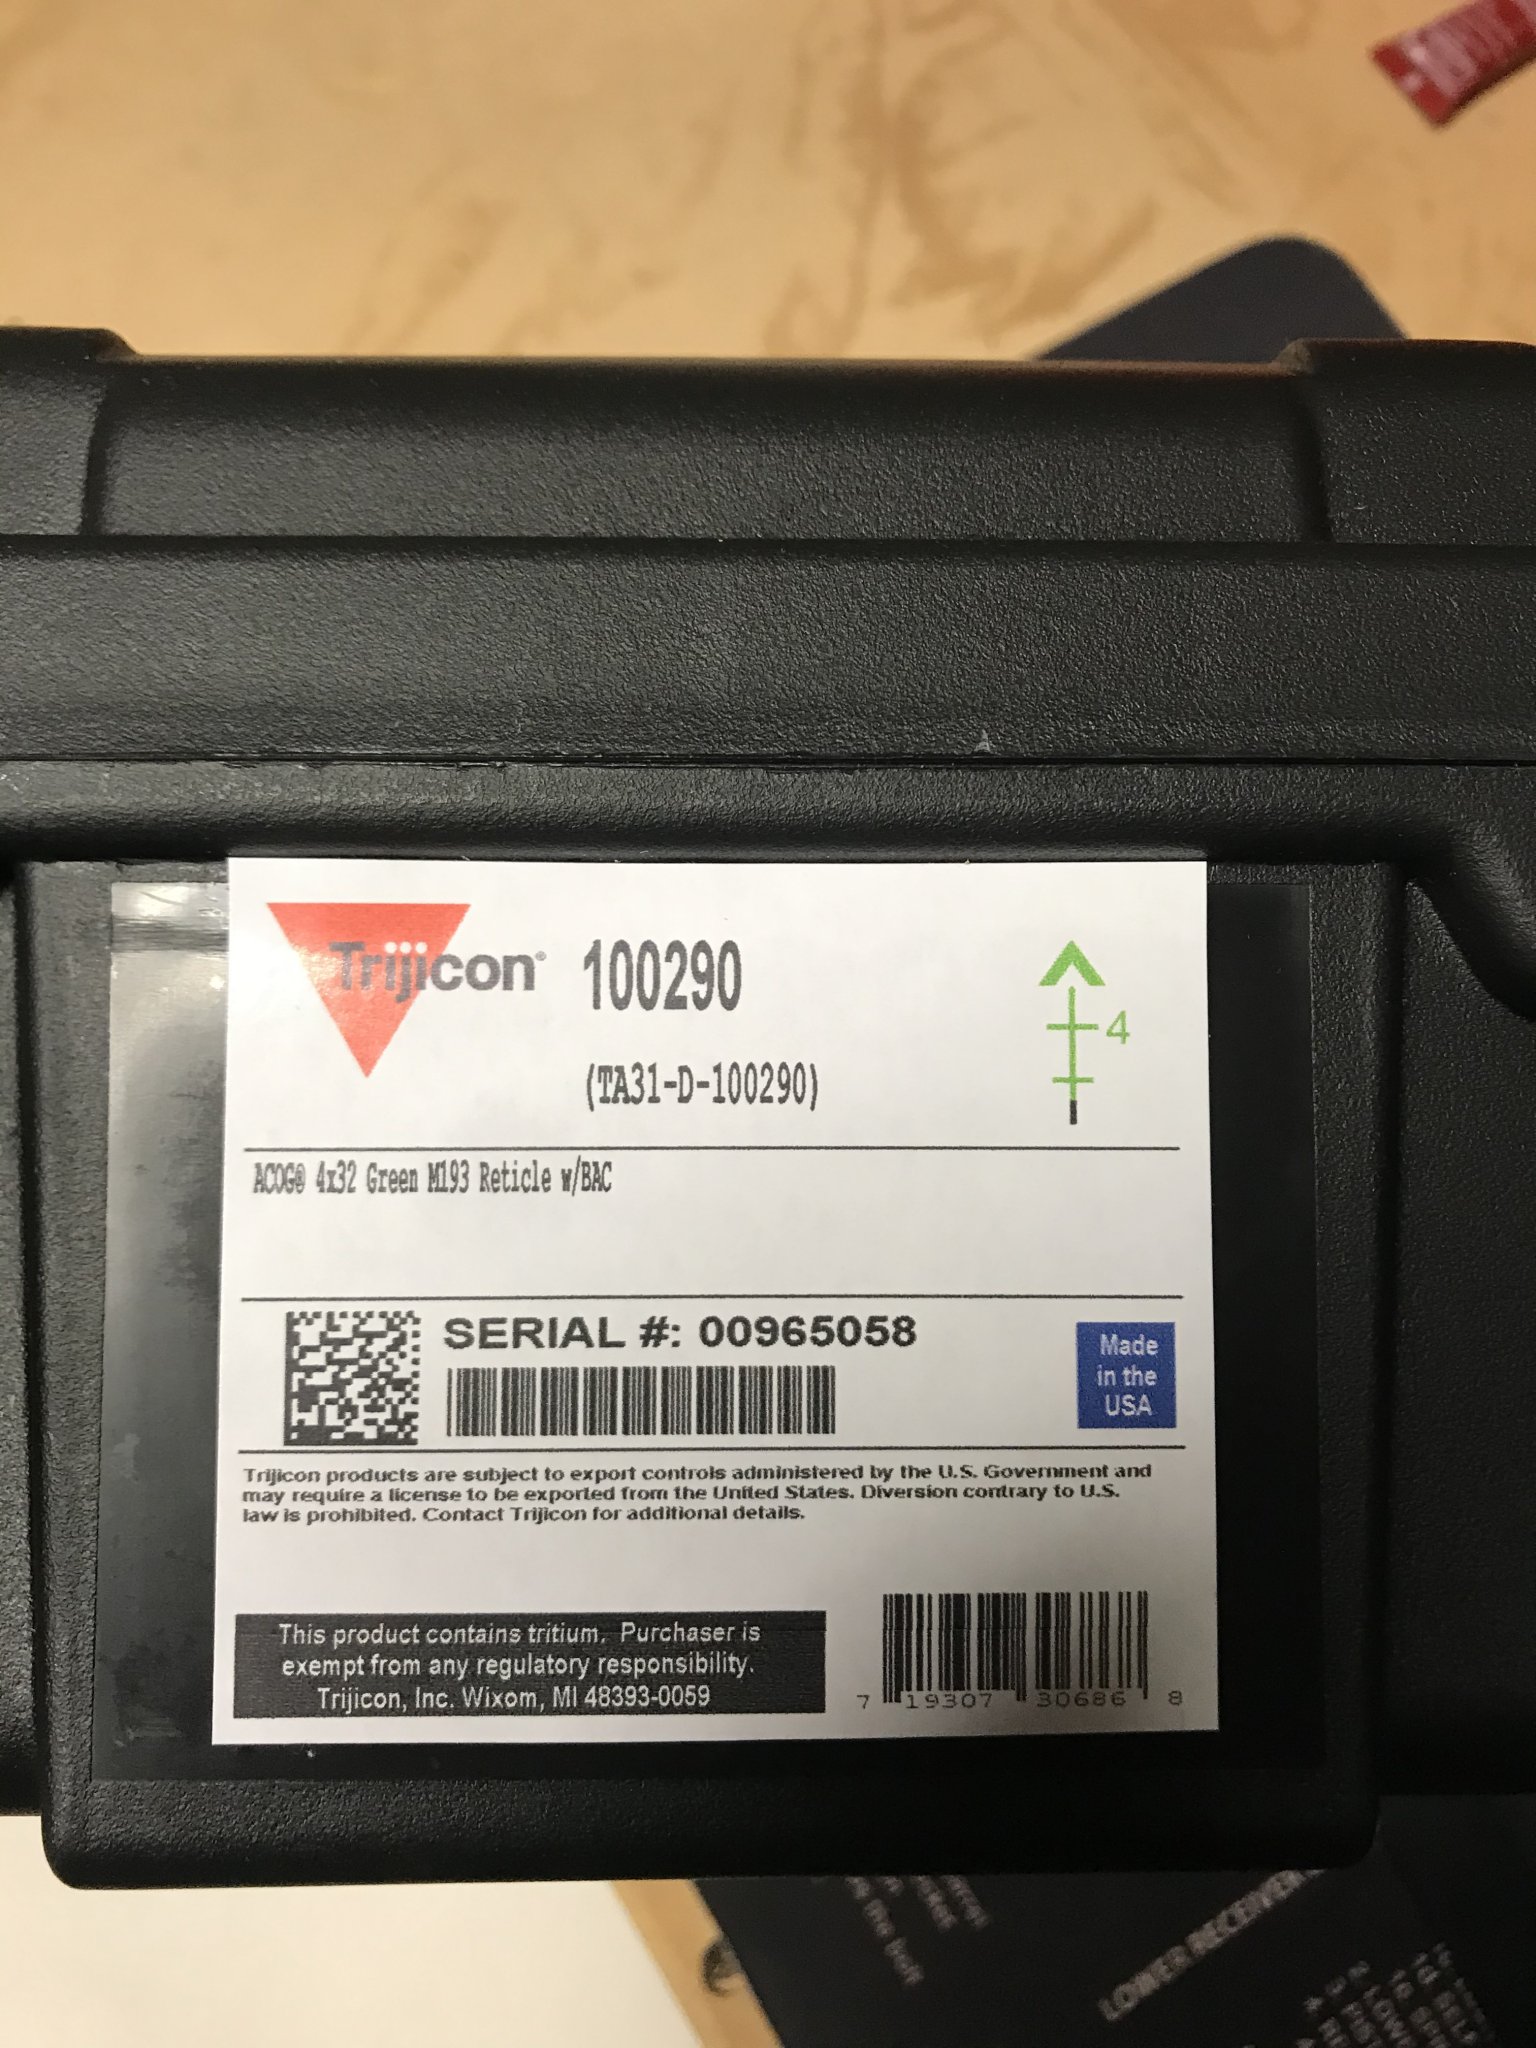 Trijicon®
100290
(TA31-D-100290)
4
ACOG® 4x32 Green M193 Reticle w/BAC
SERIAL #: 00965058
Made
in the
USA
Trijicon products are subject to export controls administered by the U.S. Government and
may require a license to be exported from the United States. Diversion contrary to U.S.
law is prohibited. Contact Trijicon for additional details.
This product contains tritium. Purchaser is
exempt from any regulatory responsibility.
Trijicon, Inc. Wixom, MI 48393-0059
7 19307 30686 8
the bolt
LOWER RECEIVER